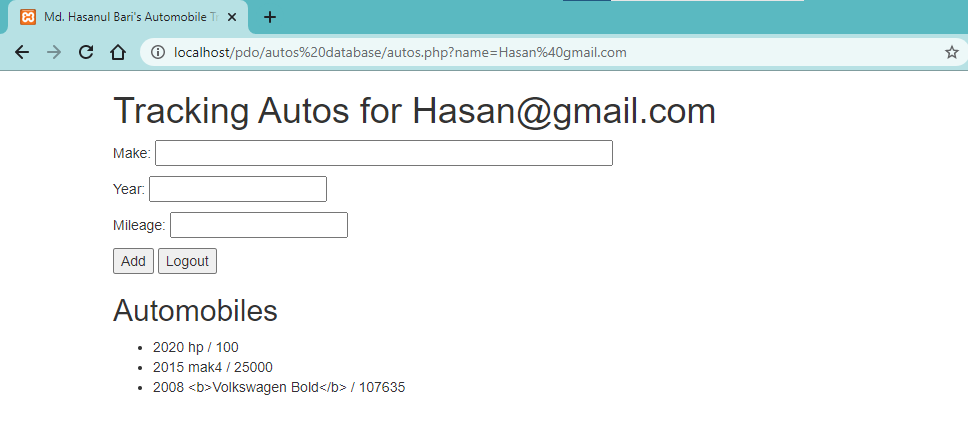 Md. Hasanul Bari's Automobile Tr
localhost/pdo/autos%20database/autos.php?name=Hasan%40gmail.com
Tracking Autos for Hasan@gmail.com
Make:
Year:
Mileage:
Add Logout
Automobiles
• 2020 hp / 100
• 2015 mak4 / 25000
• 2008 <b>Volkswagen Bold</b> / 107635